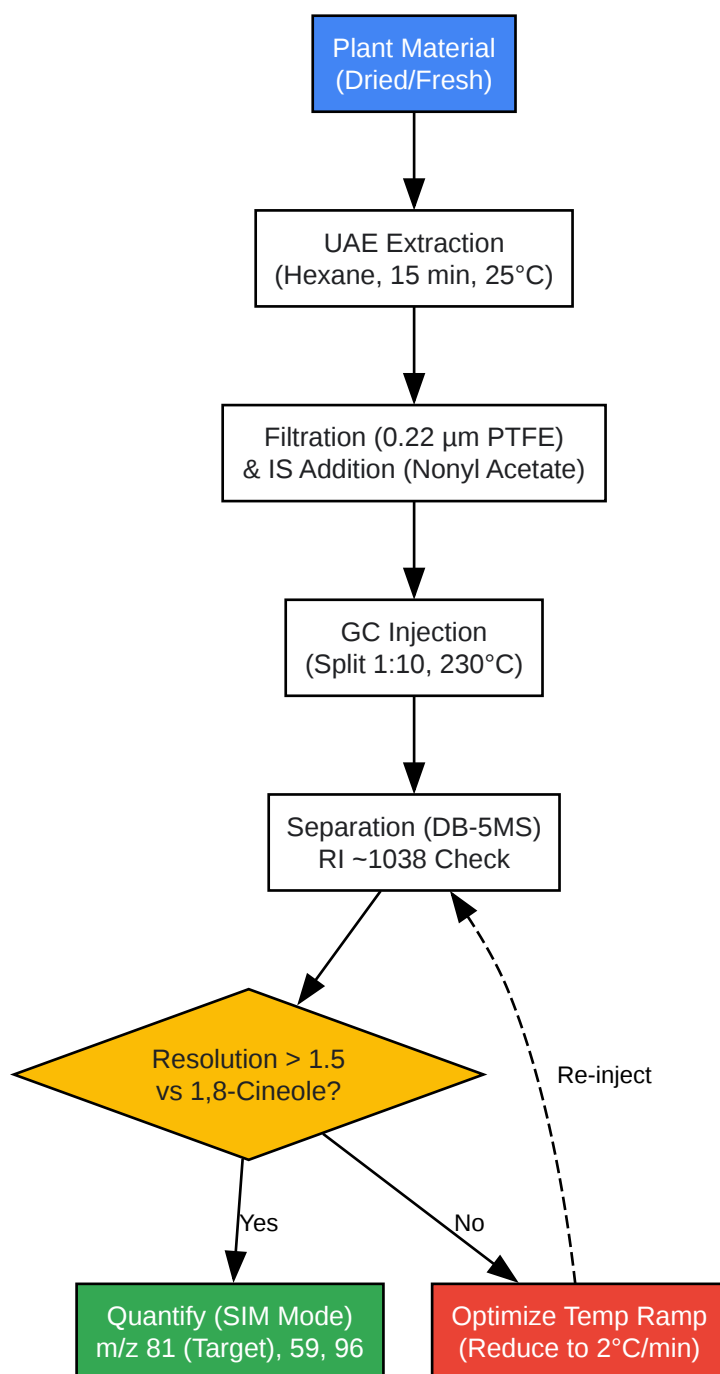 Plant Material
(Dried/Fresh)
UAE Extraction
(Hexane, 15 min, 25°C)
Filtration (0.22 µm PTFE)
& IS Addition (Nonyl Acetate)
GC Injection
(Split 1:10, 230°C)
Separation (DB-5MS)
RI ~1038 Check
Resolution > 1.5
vs 1,8-Cineole?
Re-inject
Yes
No
Quantify (SIM Mode)
m/z 81 (Target), 59, 96
Optimize Temp Ramp
(Reduce to 2°C/min)